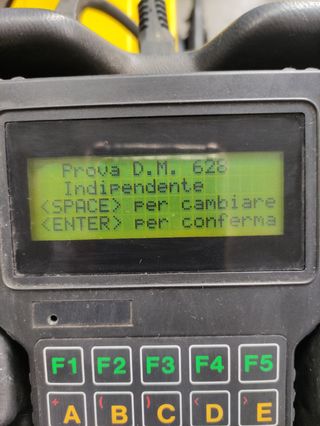 Prova D.M. 628
Indipendente
<SPACE> per cambiare
<ENTER> per conferma
F1 F2 F3 F4 F5
+ ( ) < >
A B C D E